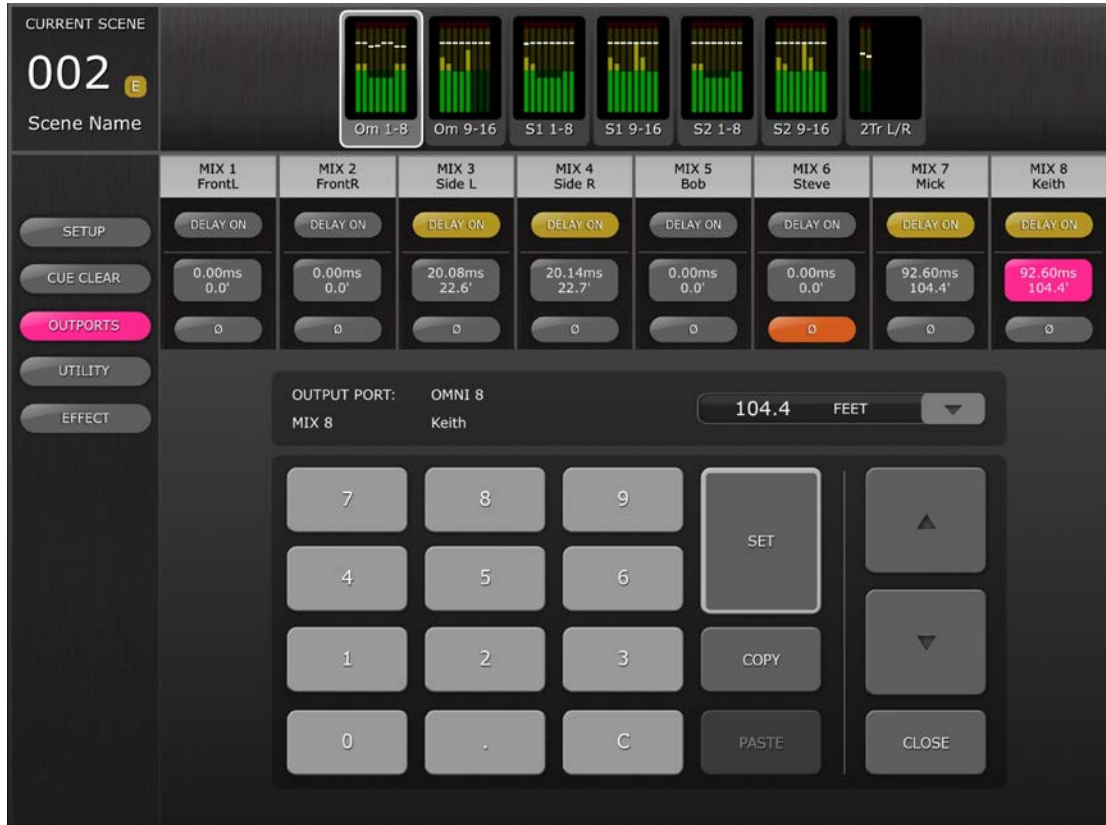 CURRENT SCENE
002 E
Scene Name
Om 1-8 Om 9-16 S1 1-8 S1 9-16 S2 1-8 S2 9-16 2Tr L/R
MIX 1 MIX 2 MIX 3 MIX 4 MIX 5 MIX 6 MIX 7 MIX 8
FrontL FrontR Side L Side R Bob Steve Mick Keith
DELAY ON DELAY ON DELAY ON DELAY ON DELAY ON DELAY ON DELAY ON DELAY ON
0.00ms 0.00ms 20.08ms 20.14ms 0.00ms 0.00ms 92.60ms 92.60ms
0.0' 0.0' 22.6' 22.7' 0.0' 0.0' 104.4' 104.4'
Ø Ø Ø Ø Ø Ø Ø Ø
SETUP
CUE CLEAR
OUTPORTS
UTILITY
EFFECT
OUTPUT PORT: OMNI 8
MIX 8 Keith
104.4 FEET
7 8 9
SET
4 5 6
1 2 3 COPY
0 . C PASTE CLOSE